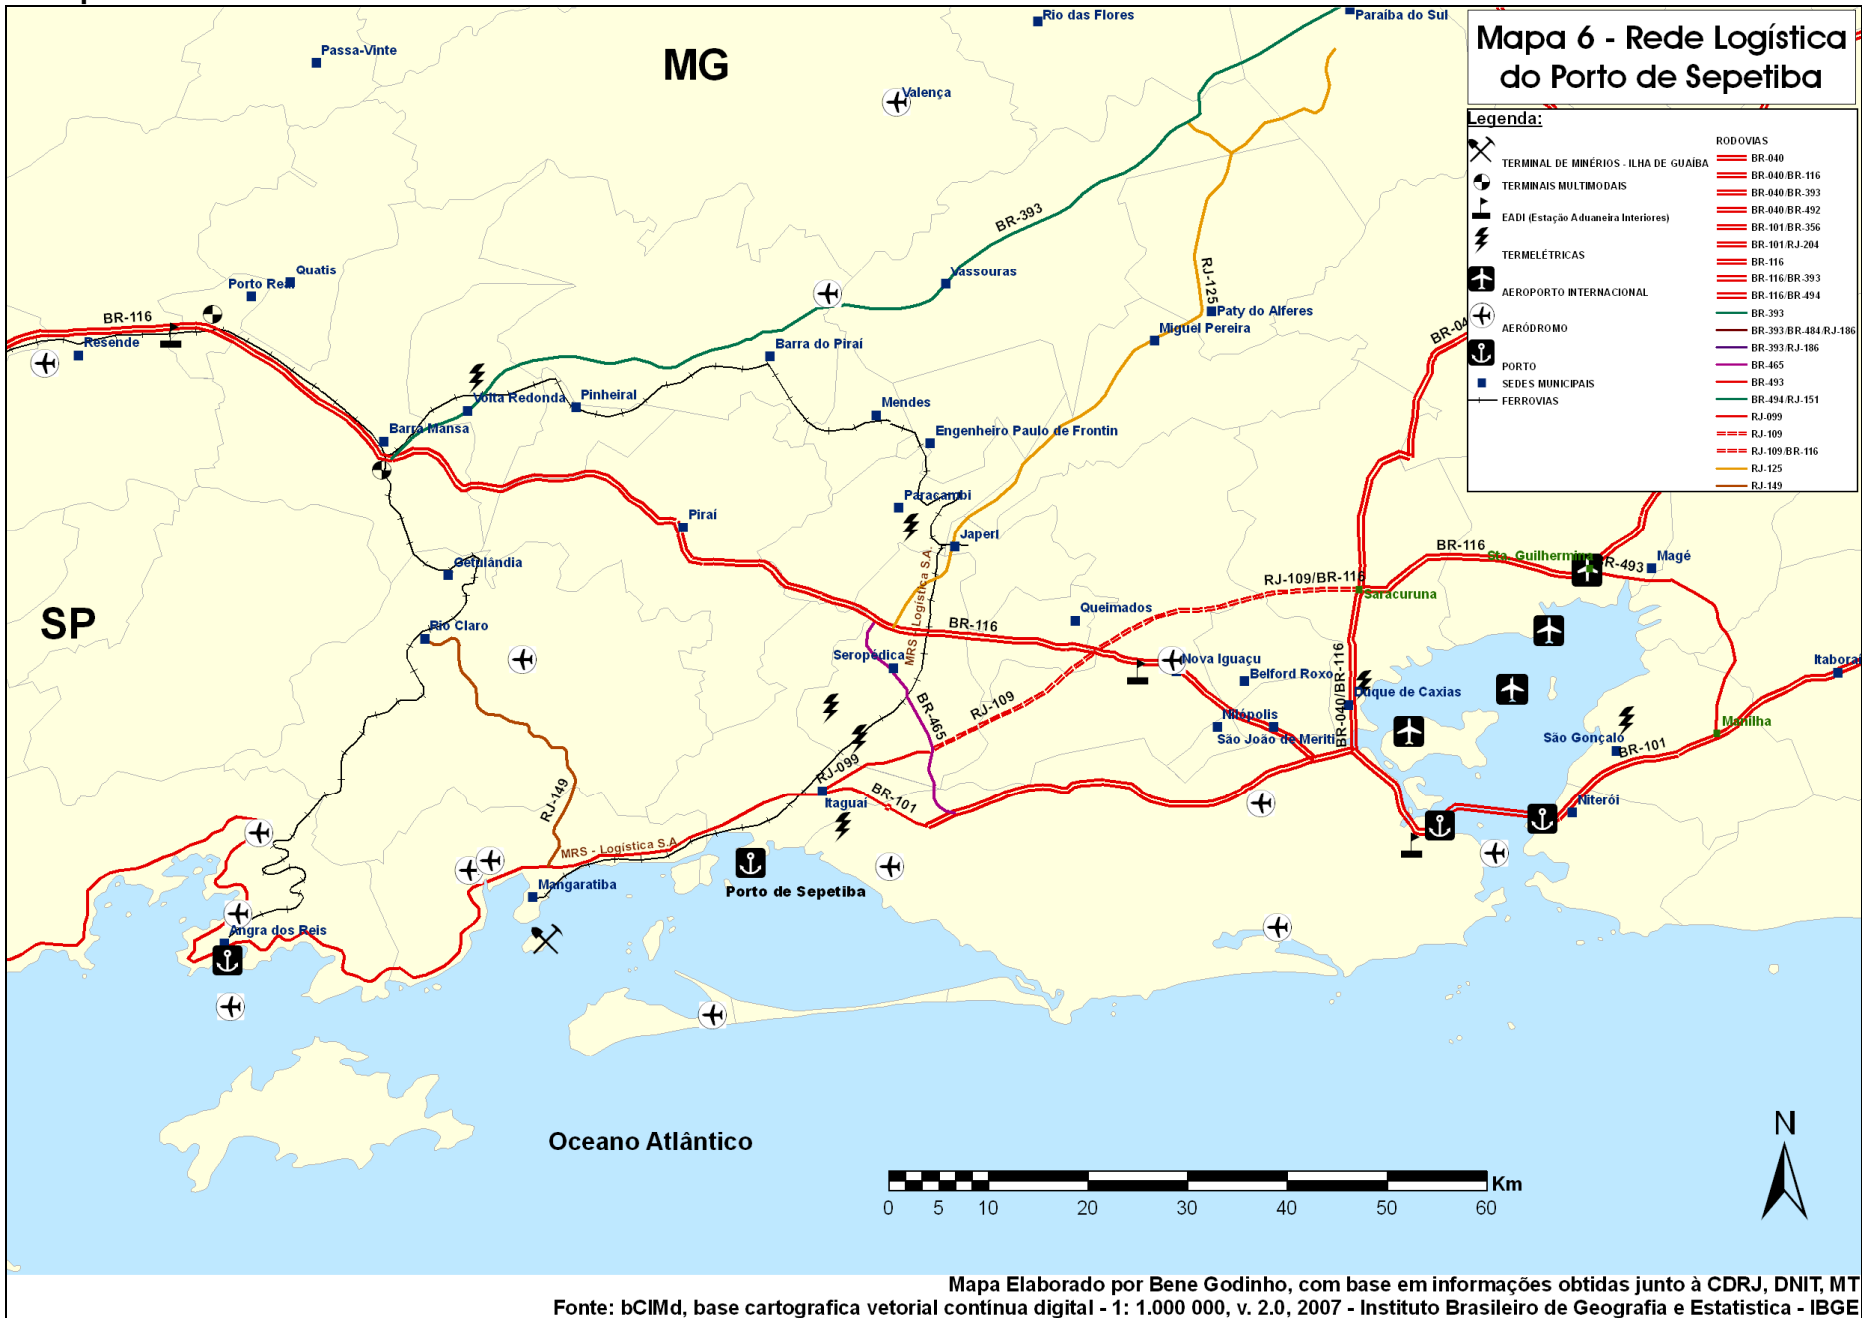 Mapa 6 - Rede Logística
do Porto de Sepetiba
Legenda:
TERMINAL DE MINÉRIOS - ILHA DE GUAÍBA
TERMINAIS MULTIMODAIS
EADI (Estação Aduaneira Interiores)
TERMELÉTRICAS
AEROPORTO INTERNACIONAL
AERÓDROMO
PORTO
SEDES MUNICIPAIS
FERROVIAS
RODOVIAS
BR-040
BR-040/BR-116
BR-040/BR-393
BR-040/BR-492
BR-101/BR-356
BR-101/RJ-204
BR-116
BR-116/BR-393
BR-116/BR-494
BR-393
BR-393/BR-484/RJ-186
BR-393/RJ-186
BR-465
BR-493
BR-494/RJ-151
RJ-099
RJ-109
RJ-109/BR-116
RJ-125
RJ-149
Rio das Flores
Paraíba do Sul
Passa-Vinte
MG
Valença
BR-393
Quatis
Porto Real
Vassouras
RJ-125
Paty do Alferes
Miguel Pereira
BR-116
Resende
Barra do Piraí
BR-04
Volta Redonda
Pinheiral
Mendes
Barra Mansa
Engenheiro Paulo de Frontin
Paracambi
Piraí
Japeri
BR-116
Sta. Guilhermina
Magé
BR-493
Getulândia
RJ-109/BR-116
Saracuruna
MRS - Logística S.A.
SP
Queimados
Rio Claro
BR-116
Seropédica
Nova Iguaçu
Belford Roxo
Itaboraí
BR-040/BR-116
Duque de Caxias
BR-465
RJ-109
Nilópolis
São João de Meriti
Manilha
São Gonçalo
BR-101
RJ-099
RJ-149
Itaguaí
BR-101
Niterói
MRS - Logística S.A.
Mangaratiba
Porto de Sepetiba
Angra dos Reis
Oceano Atlântico
N
Km
0 5 10 20 30 40 50 60
Mapa Elaborado por Bene Godinho, com base em informações obtidas junto à CDRJ, DNIT, MT
Fonte: bCIMd, base cartografica vetorial contínua digital - 1: 1.000 000, v. 2.0, 2007 - Instituto Brasileiro de Geografia e Estatistica - IBGE